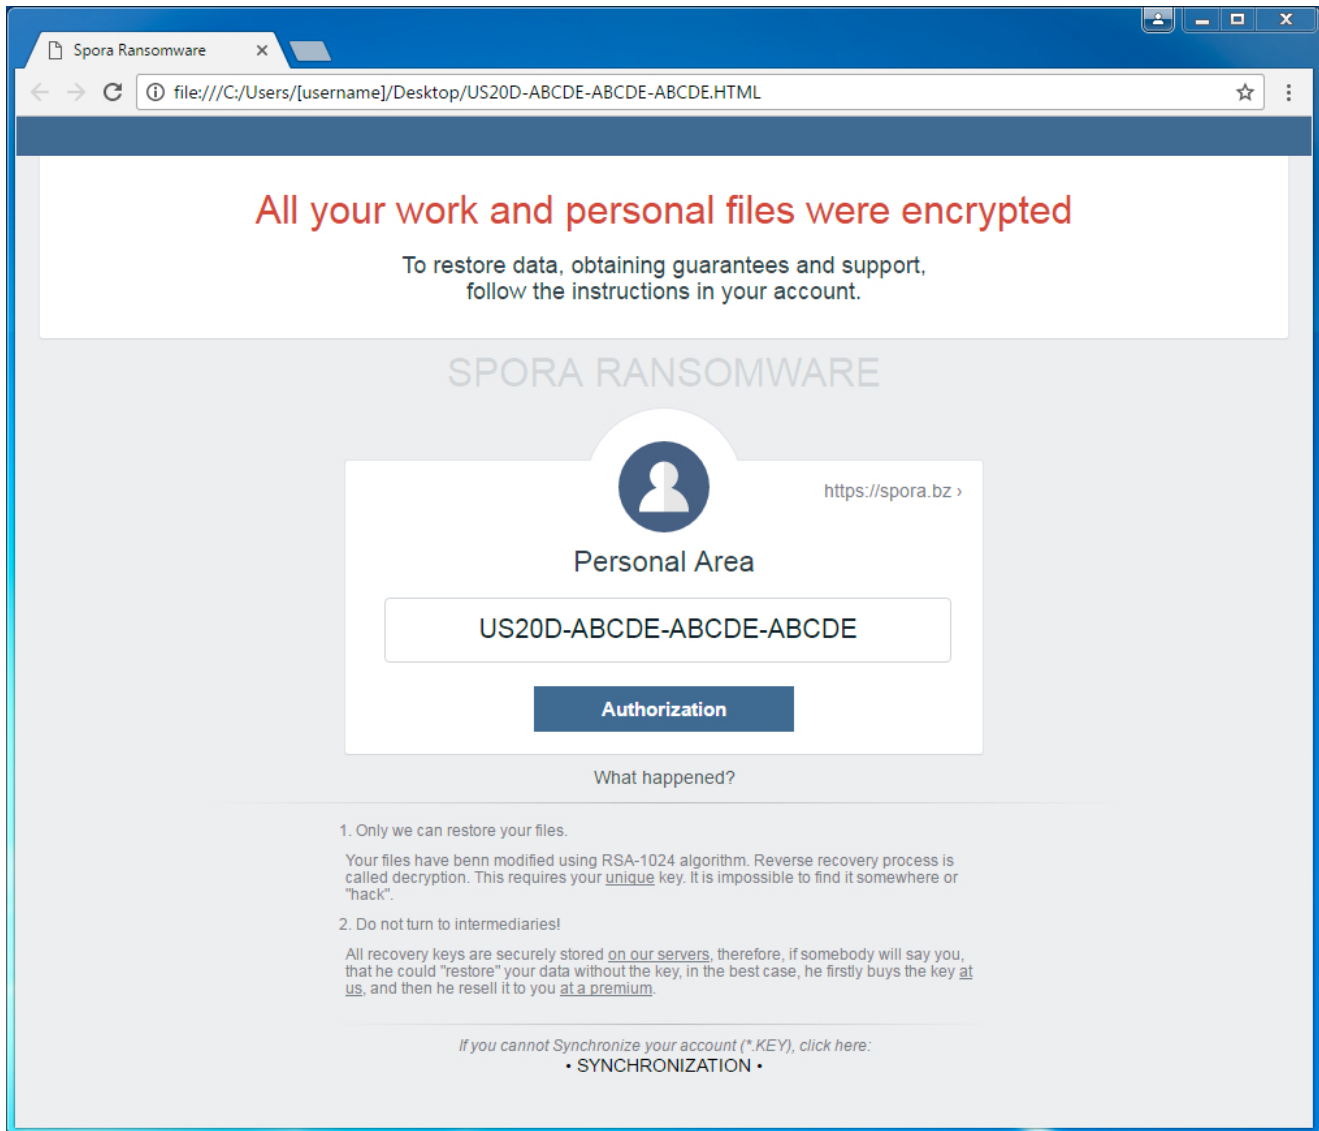 Spora Ransomware
file:///C:/Users/[username]/Desktop/US20D-ABCDE-ABCDE-ABCDE.HTML
All your work and personal files were encrypted
To restore data, obtaining guarantees and support,
follow the instructions in your account.
SPORA RANSOMWARE
https://spora.bz ›
Personal Area
US20D-ABCDE-ABCDE-ABCDE
Authorization
What happened?
1. Only we can restore your files.
Your files have benn modified using RSA-1024 algorithm. Reverse recovery process is
called decryption. This requires your unique key. It is impossible to find it somewhere or
"hack".
2. Do not turn to intermediaries!
All recovery keys are securely stored on our servers, therefore, if somebody will say you,
that he could "restore" your data without the key, in the best case, he firstly buys the key at
us, and then he resell it to you at a premium.
If you cannot Synchronize your account (*.KEY), click here:
• SYNCHRONIZATION •